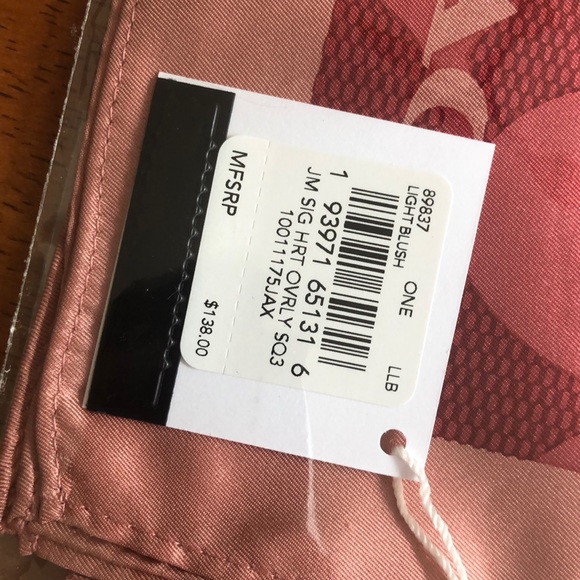 89837
LIGHT BLUSH ONE LLB
1 93971 65131 6
JM SIG HRT OVRLY SQ3
10011175JAX
MFSRP $138.00